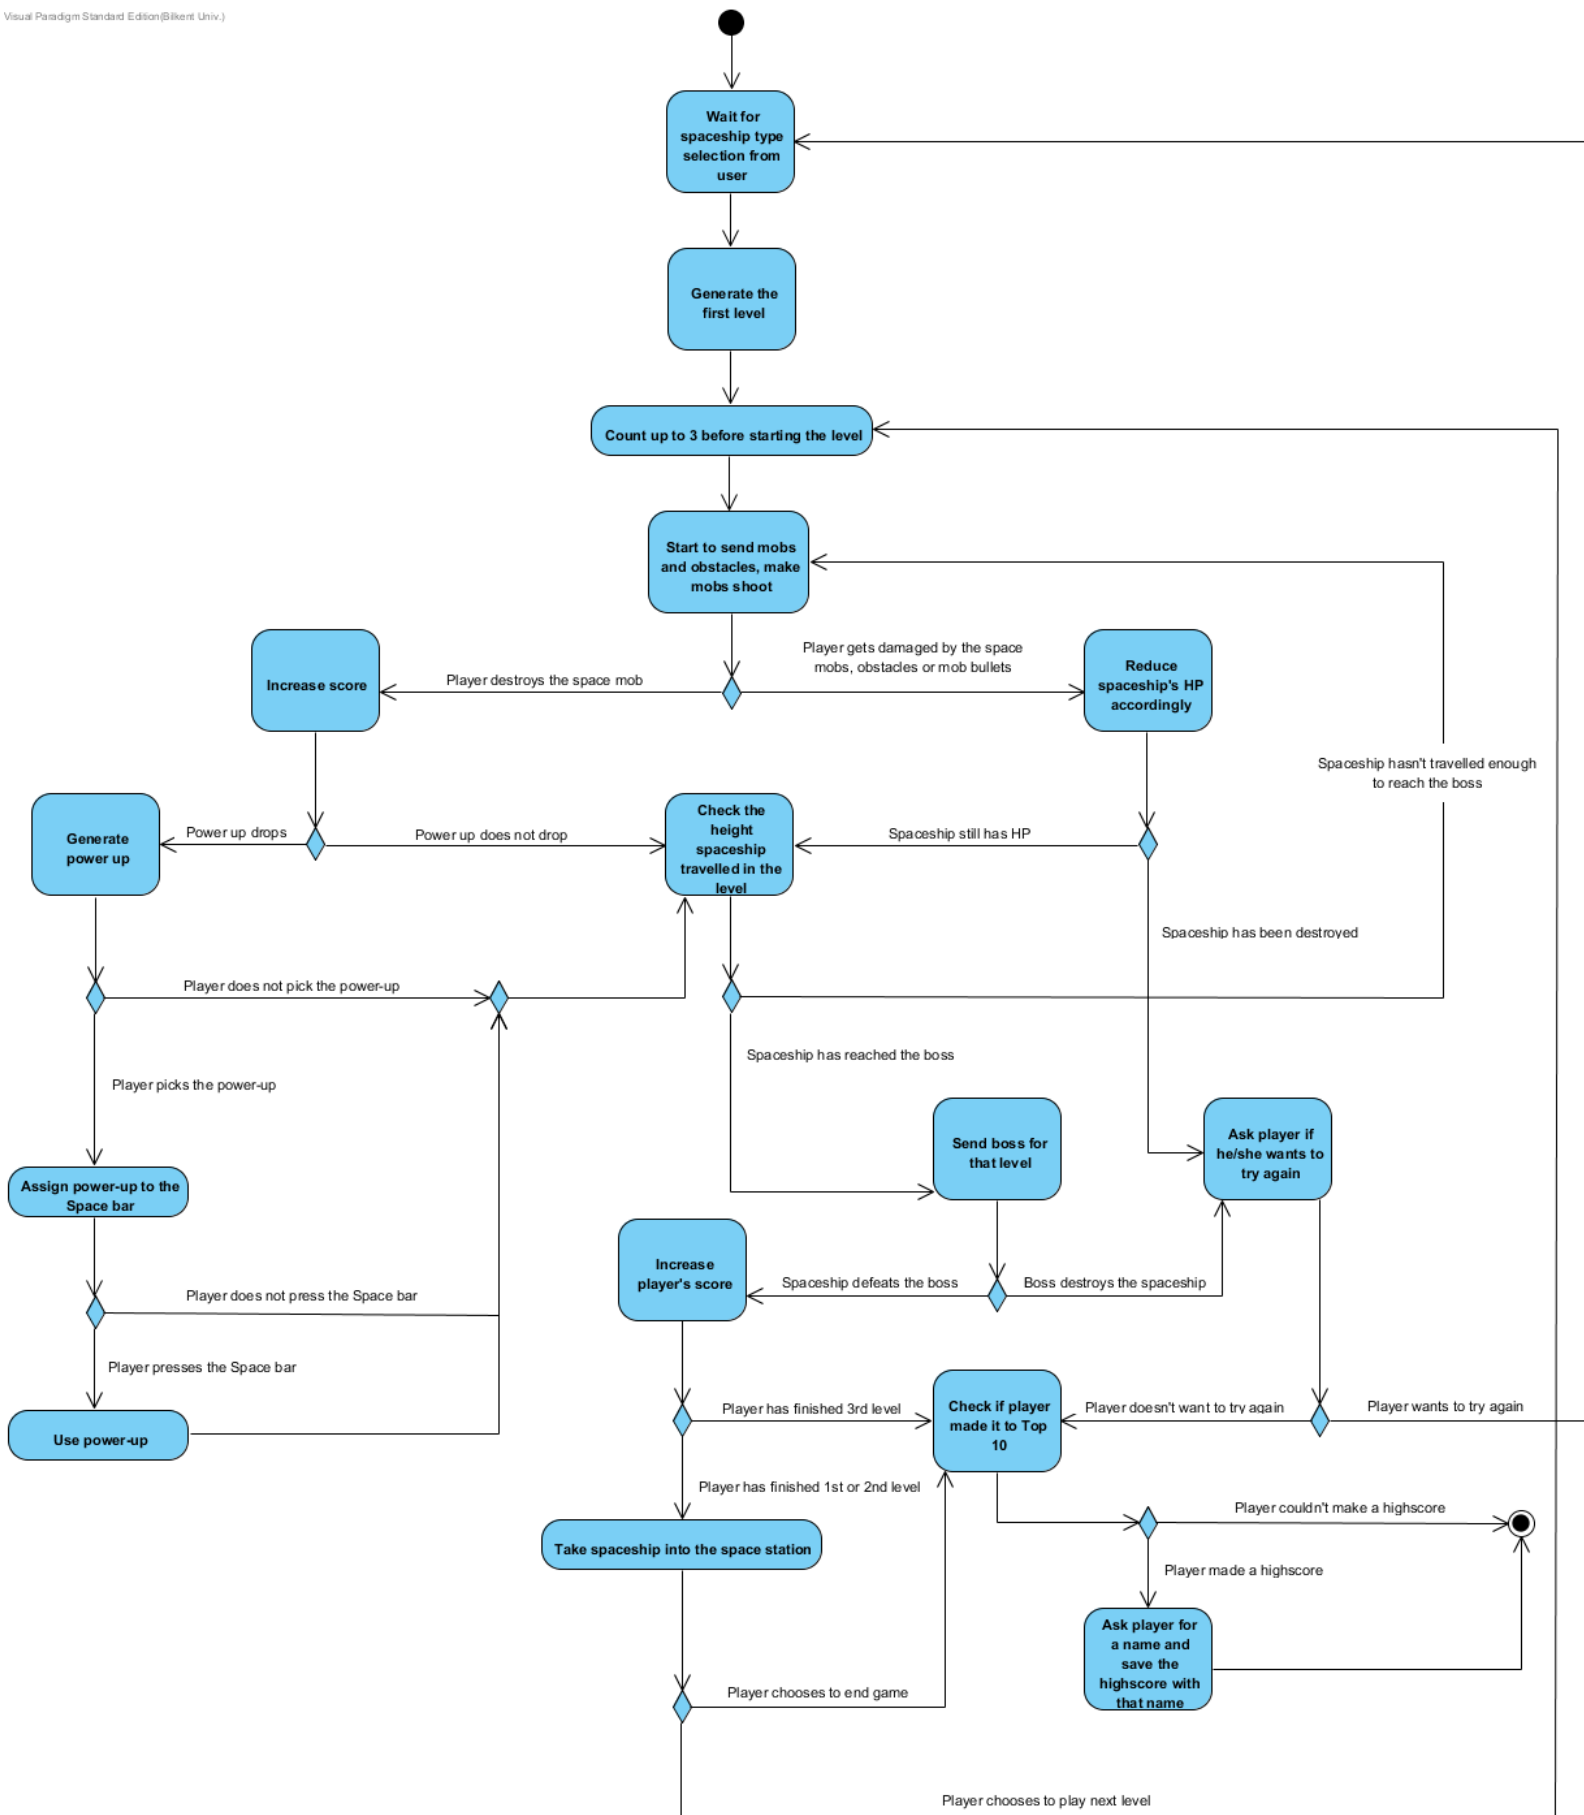 Visual Paradigm Standard Edition(Bilkent Univ.)
Wait for
spaceship type
selection from
user
Generate the
first level
Count up to 3 before starting the level
Start to send mobs
and obstacles, make
mobs shoot
Player gets damaged by the space
mobs, obstacles or mob bullets
Player destroys the space mob
Increase score
Reduce
spaceship's HP
accordingly
Spaceship hasn't travelled enough
to reach the boss
Generate
power up
Power up drops
Power up does not drop
Check the
height
spaceship
travelled in the
level
Spaceship still has HP
Spaceship has been destroyed
Player does not pick the power-up
Spaceship has reached the boss
Player picks the power-up
Send boss for
that level
Ask player if
he/she wants to
try again
Assign power-up to the
Space bar
Increase
player's score
Spaceship defeats the boss
Boss destroys the spaceship
Player does not press the Space bar
Player presses the Space bar
Use power-up
Player has finished 3rd level
Check if player
made it to Top
10
Player doesn't want to try again
Player wants to try again
Player has finished 1st or 2nd level
Player couldn't make a highscore
Take spaceship into the space station
Player made a highscore
Ask player for
a name and
save the
highscore with
that name
Player chooses to end game
Player chooses to play next level